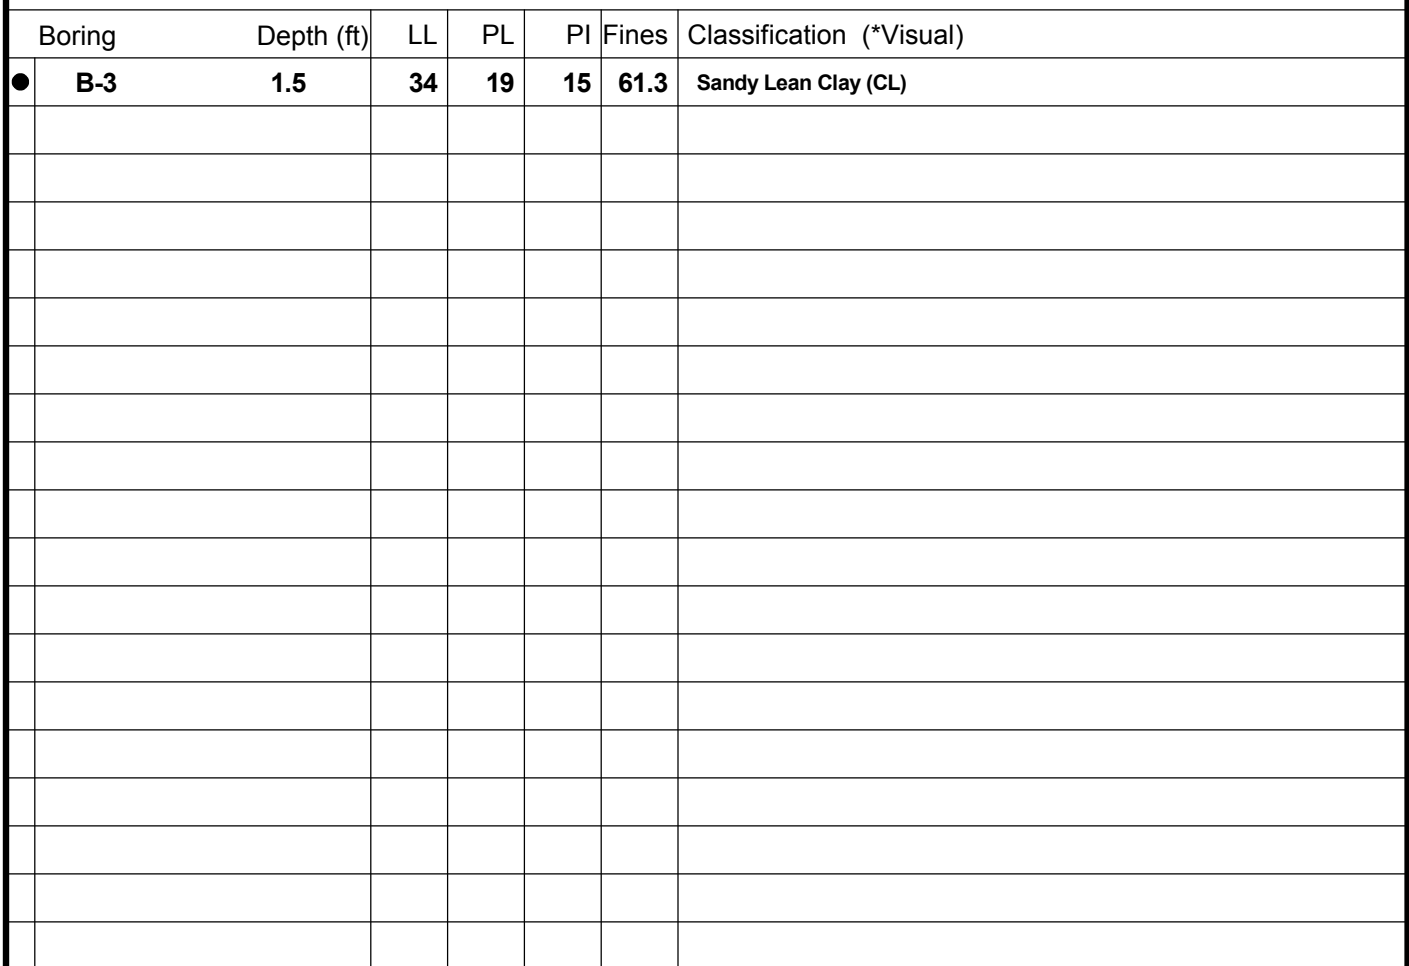 Boring Depth (ft) LL PL PI Fines Classification (*Visual)
B-3 1.5 34 19 15 61.3 Sandy Lean Clay (CL)